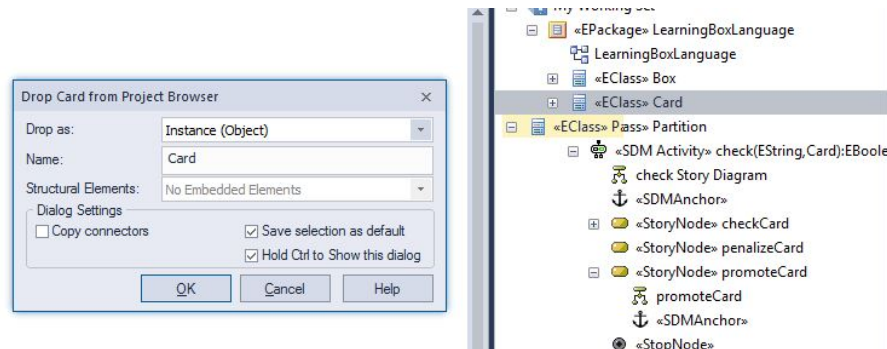 Drop Card from Project Browser
Drop as: Instance (Object)
Name: Card
Structural Elements: No Embedded Elements
Dialog Settings
Copy connectors
Save selection as default
Hold Ctrl to Show this dialog
OK Cancel Help
My Working Set
«EPackage» LearningBoxLanguage
LearningBoxLanguage
«EClass» Box
«EClass» Card
«EClass» Partition
«SDM Activity» check(EString,Card):EBoole
check Story Diagram
«SDMAnchor»
«StoryNode» checkCard
«StoryNode» penalizeCard
«StoryNode» promoteCard
promoteCard
«SDMAnchor»
«StopNode»